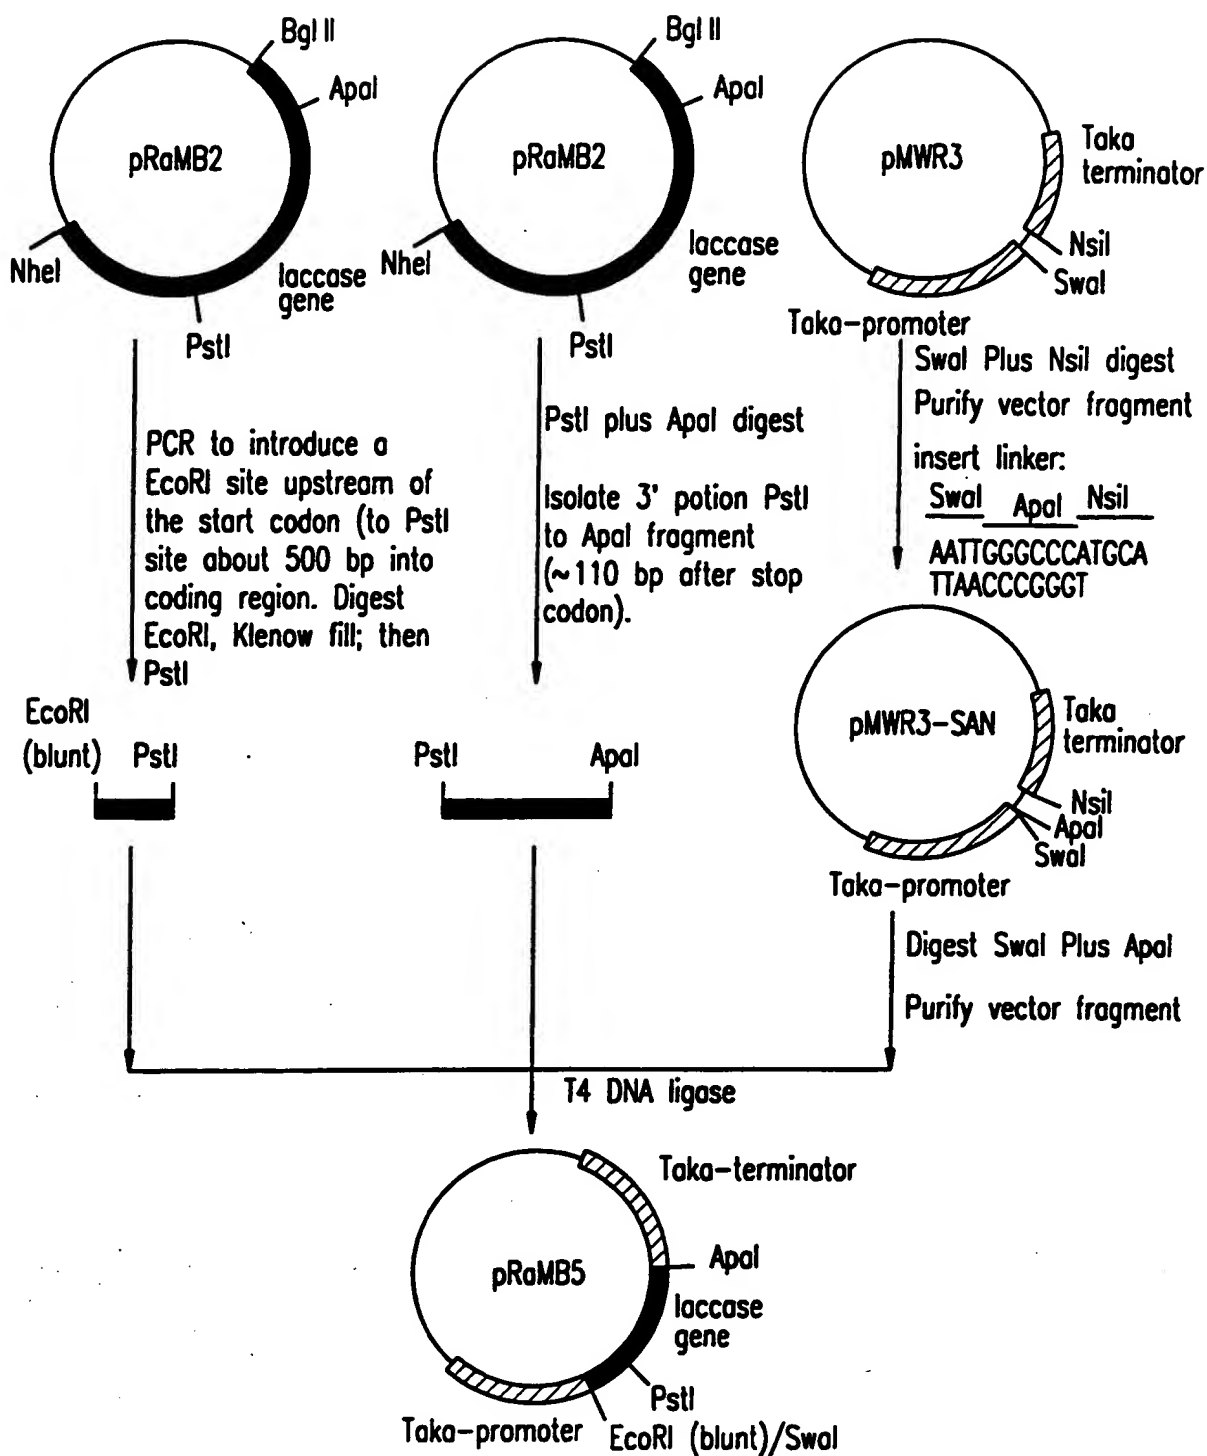 Bgl II
ApaI
pRaMB2
NheI
laccase
gene
PstI
Bgl II
ApaI
pRaMB2
NheI
laccase
gene
PstI
pMWR3
Taka
terminator
NsiI
SwaI
Taka-promoter
PCR to introduce a
EcoRI site upstream of
the start codon (to PstI
site about 500 bp into
coding region. Digest
EcoRI, Klenow fill; then
PstI
PstI plus ApaI digest
Isolate 3' potion PstI
to ApaI fragment
(~110 bp after stop
codon).
SwaI Plus NsiI digest
Purify vector fragment
insert linker:
SwaI ApaI NsiI
AATTGGGCCCATGCA
TTAACCCGGGT
EcoRI
(blunt) PstI
PstI ApaI
pMWR3-SAN
Taka
terminator
NsiI
ApaI
SwaI
Taka-promoter
Digest SwaI Plus ApaI
Purify vector fragment
T4 DNA ligase
Taka-terminator
pRaMB5
ApaI
laccase
gene
PstI
Taka-promoter
EcoRI (blunt)/SwaI